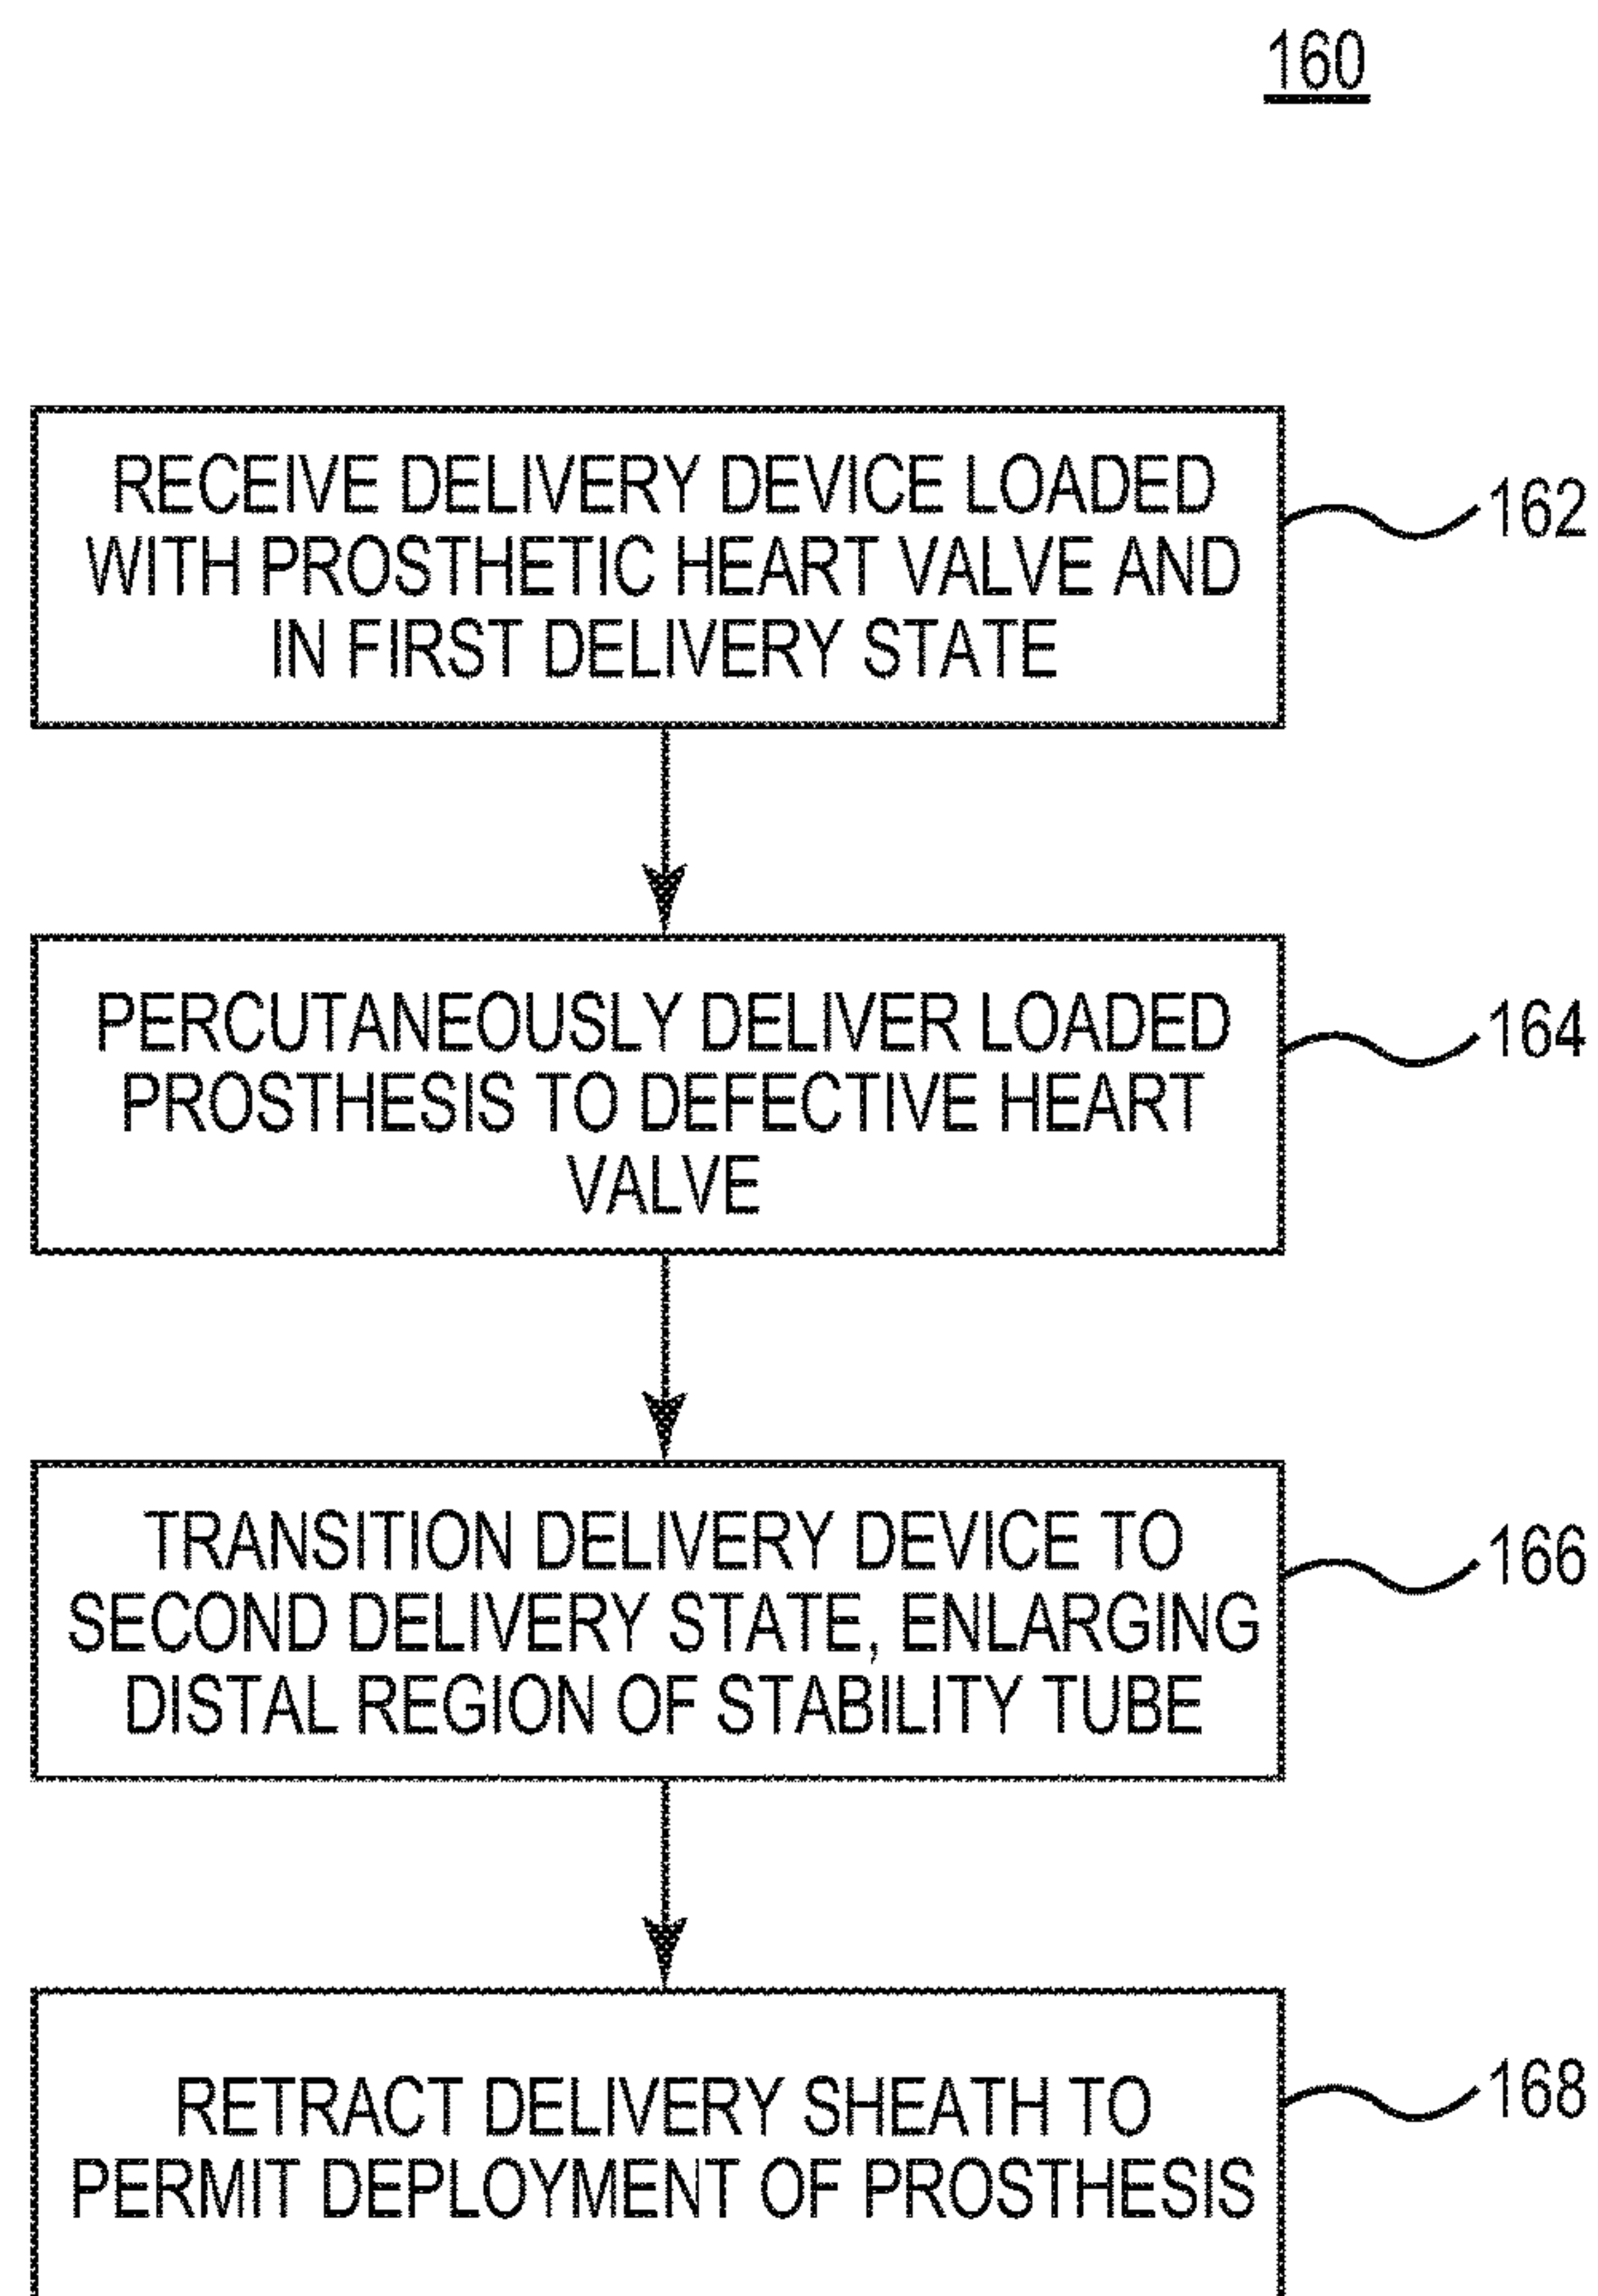 160
RECEIVE DELIVERY DEVICE LOADED
WITH PROSTHETIC HEART VALVE AND
IN FIRST DELIVERY STATE
162
PERCUTANEOUSLY DELIVER LOADED
PROSTHESIS TO DEFECTIVE HEART
VALVE
164
TRANSITION DELIVERY DEVICE TO
SECOND DELIVERY STATE, ENLARGING
DISTAL REGION OF STABILITY TUBE
166
RETRACT DELIVERY SHEATH TO
PERMIT DEPLOYMENT OF PROSTHESIS
168